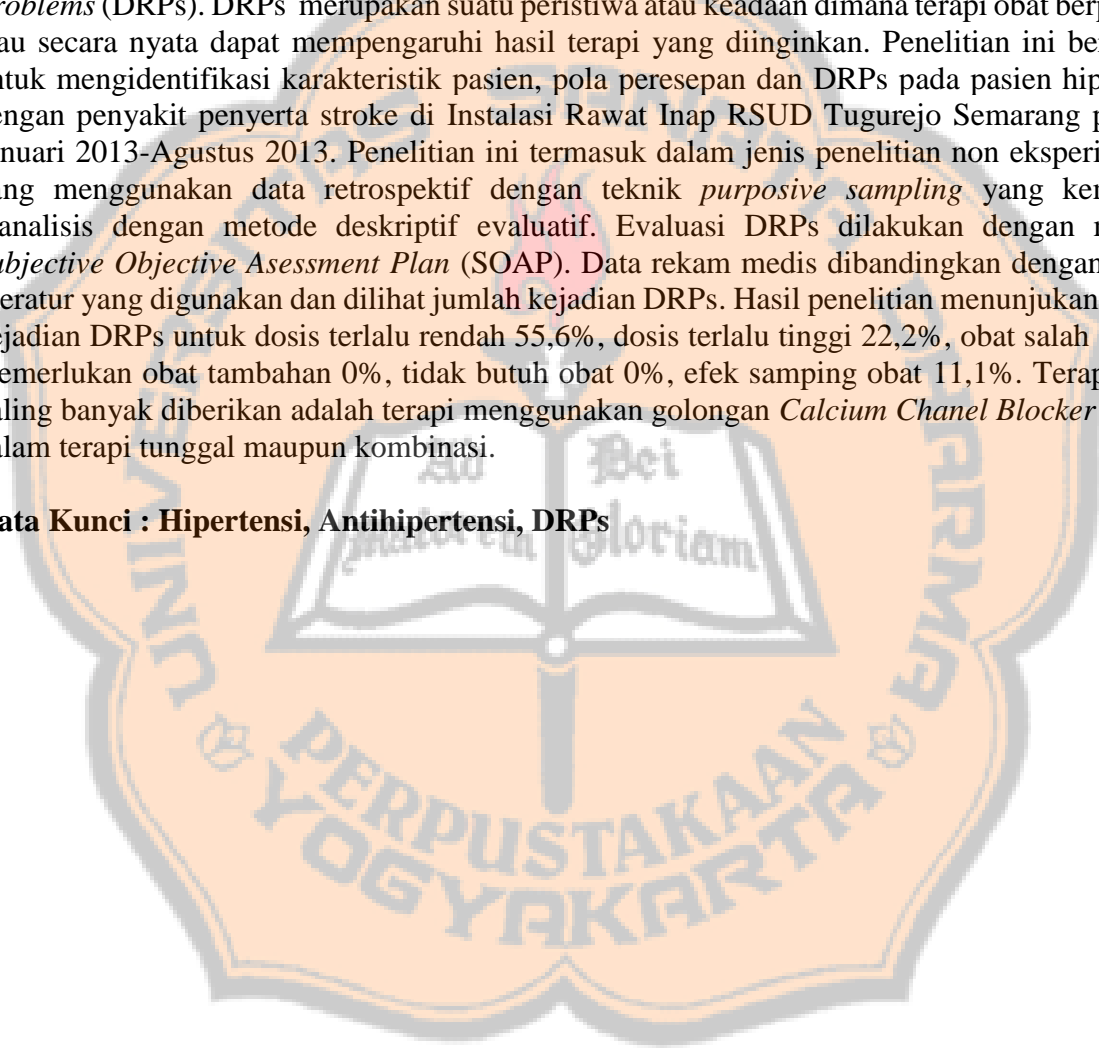 roblems (DRPs). DRPs merupakan suatu peristiwa atau keadaan dimana terapi obat berp
au secara nyata dapat mempengaruhi hasil terapi yang diinginkan. Penelitian ini ber
ntuk mengidentifikasi karakteristik pasien, pola peresepan dan DRPs pada pasien hip
engan penyakit penyerta stroke di Instalasi Rawat Inap RSUD Tugurejo Semarang p
nuari 2013-Agustus 2013. Penelitian ini termasuk dalam jenis penelitian non eksperi
ang menggunakan data retrospektif dengan teknik purposive sampling yang ken
analisis dengan metode deskriptif evaluatif. Evaluasi DRPs dilakukan dengan m
ubjective Objective Asessment Plan (SOAP). Data rekam medis dibandingkan dengan
eratur yang digunakan dan dilihat jumlah kejadian DRPs. Hasil penelitian menunjukan
ejadian DRPs untuk dosis terlalu rendah 55,6%, dosis terlalu tinggi 22,2%, obat salah
emerlukan obat tambahan 0%, tidak butuh obat 0%, efek samping obat 11,1%. Terap
aling banyak diberikan adalah terapi menggunakan golongan Calcium Chanel Blocker
alam terapi tunggal maupun kombinasi.
ata Kunci : Hipertensi, Antihipertensi, DRPs
UNIVERSITAS SANATA DHARMA
Ad Dei
Maiorem Gloriam
PERPUSTAKAAN
YOGYAKARTA